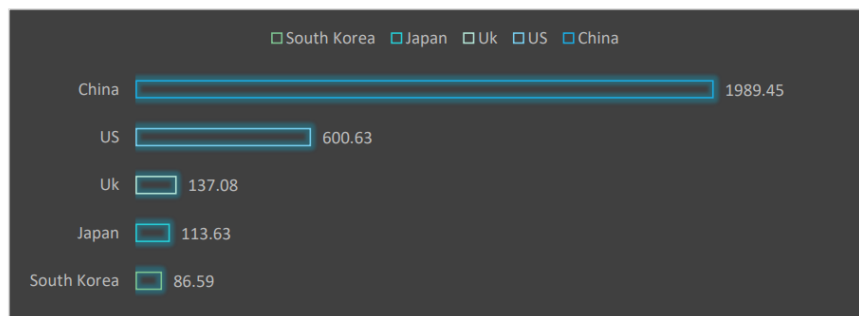 South Korea Japan Uk US China
China 1989.45
US 600.63
Uk 137.08
Japan 113.63
South Korea 86.59